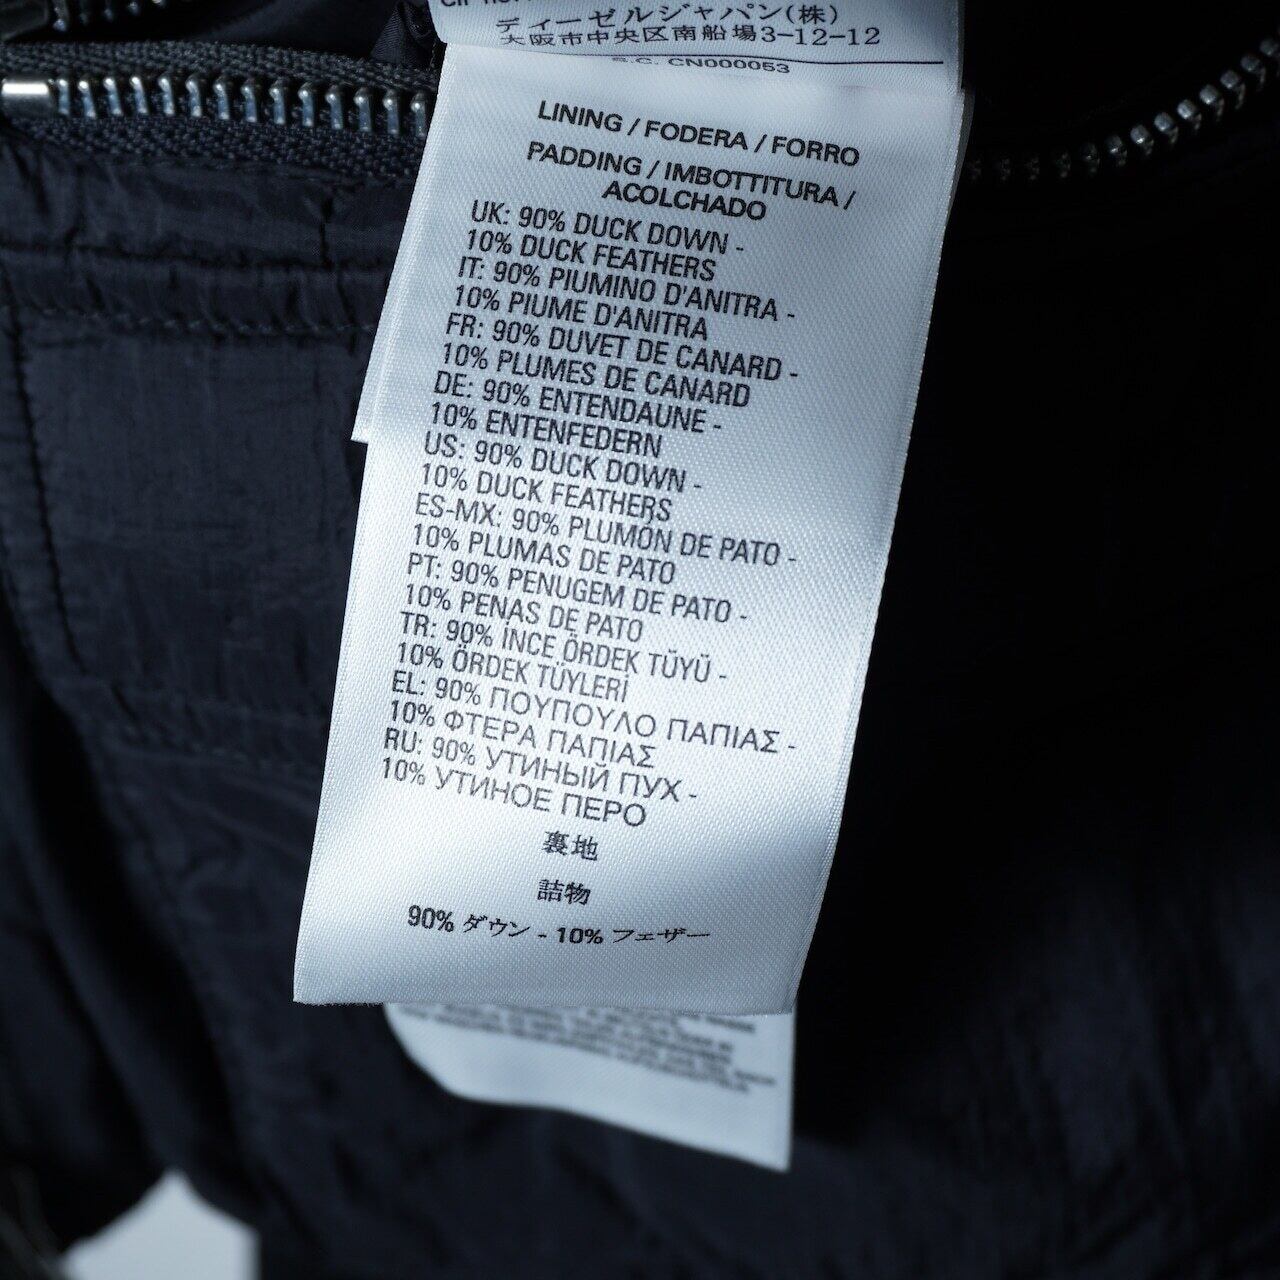 ディーゼルジャパン(株)
大阪市中央区南船場3-12-12
S.C. CN000053
LINING / FODERA / FORRO
PADDING / IMBOTTITURA /
ACOLCHADO
UK: 90% DUCK DOWN -
10% DUCK FEATHERS
IT: 90% PIUMINO D'ANITRA -
10% PIUME D'ANITRA
FR: 90% DUVET DE CANARD -
10% PLUMES DE CANARD
DE: 90% ENTENDAUNE -
10% ENTENFEDERN
US: 90% DUCK DOWN -
10% DUCK FEATHERS
ES-MX: 90% PLUMÓN DE PATO -
10% PLUMAS DE PATO
PT: 90% PENUGEM DE PATO -
10% PENAS DE PATO
TR: 90% İNCE ÖRDEK TÜYÜ -
10% ÖRDEK TÜYLERİ
EL: 90% ΠΟΥΠΟΥΛΟ ΠΑΠΙΑΣ -
10% ΦΤΕΡΑ ΠΑΠΙΑΣ
RU: 90% УТИНЫЙ ПУХ -
10% УТИНОЕ ПЕРО
裏地
詰物
90% ダウン - 10% フェザー